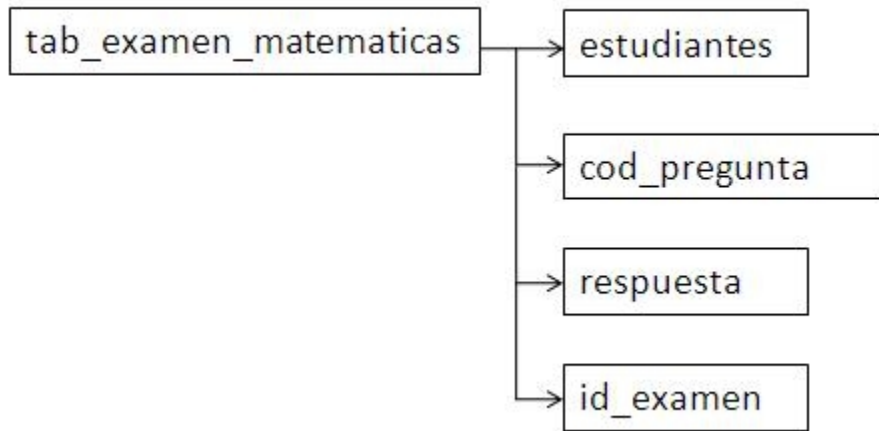 tab_examen_matematicas
estudiantes
cod_pregunta
respuesta
id_examen